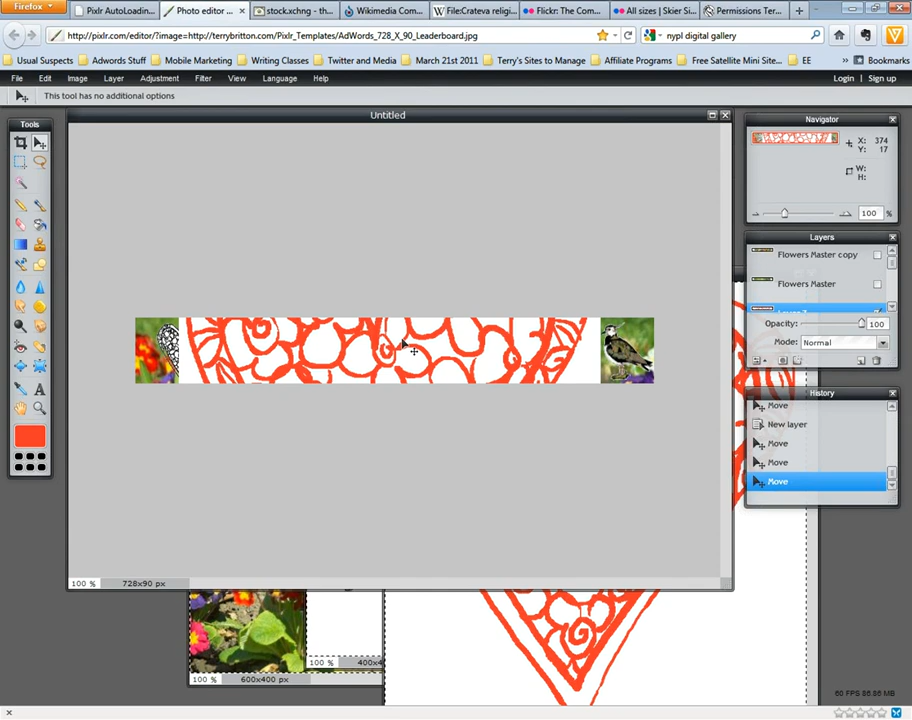 Firefox
Pixlr AutoLoadin...
Photo editor ...
stock.xchng - th...
Wikimedia Com...
File:Crateva religi...
Flickr: The Com...
All sizes | Skier Si...
Permissions Ter...
http://pixlr.com/editor/?image=http://terrybritton.com/Pixlr_Templates/AdWords_728_X_90_Leaderboard.jpg
nypl digital gallery
Usual Suspects
Adwords Stuff
Mobile Marketing
Writing Classes
Twitter and Media
March 21st 2011
Terry's Sites to Manage
Affiliate Programs
Free Satellite Mini Site...
EE
Bookmarks
File Edit Image Layer Adjustment Filter View Language Help
Login | Sign up
This tool has no additional options
Tools
Untitled
Navigator
X: 374
Y: 17
W:
H:
100 %
Layers
Flowers Master copy
Flowers Master
Opacity: 100
Mode: Normal
History
Move
New layer
Move
Move
Move
100 % 728x90 px
100 % 400x4
100 % 600x400 px
60 FPS 86.86 MB